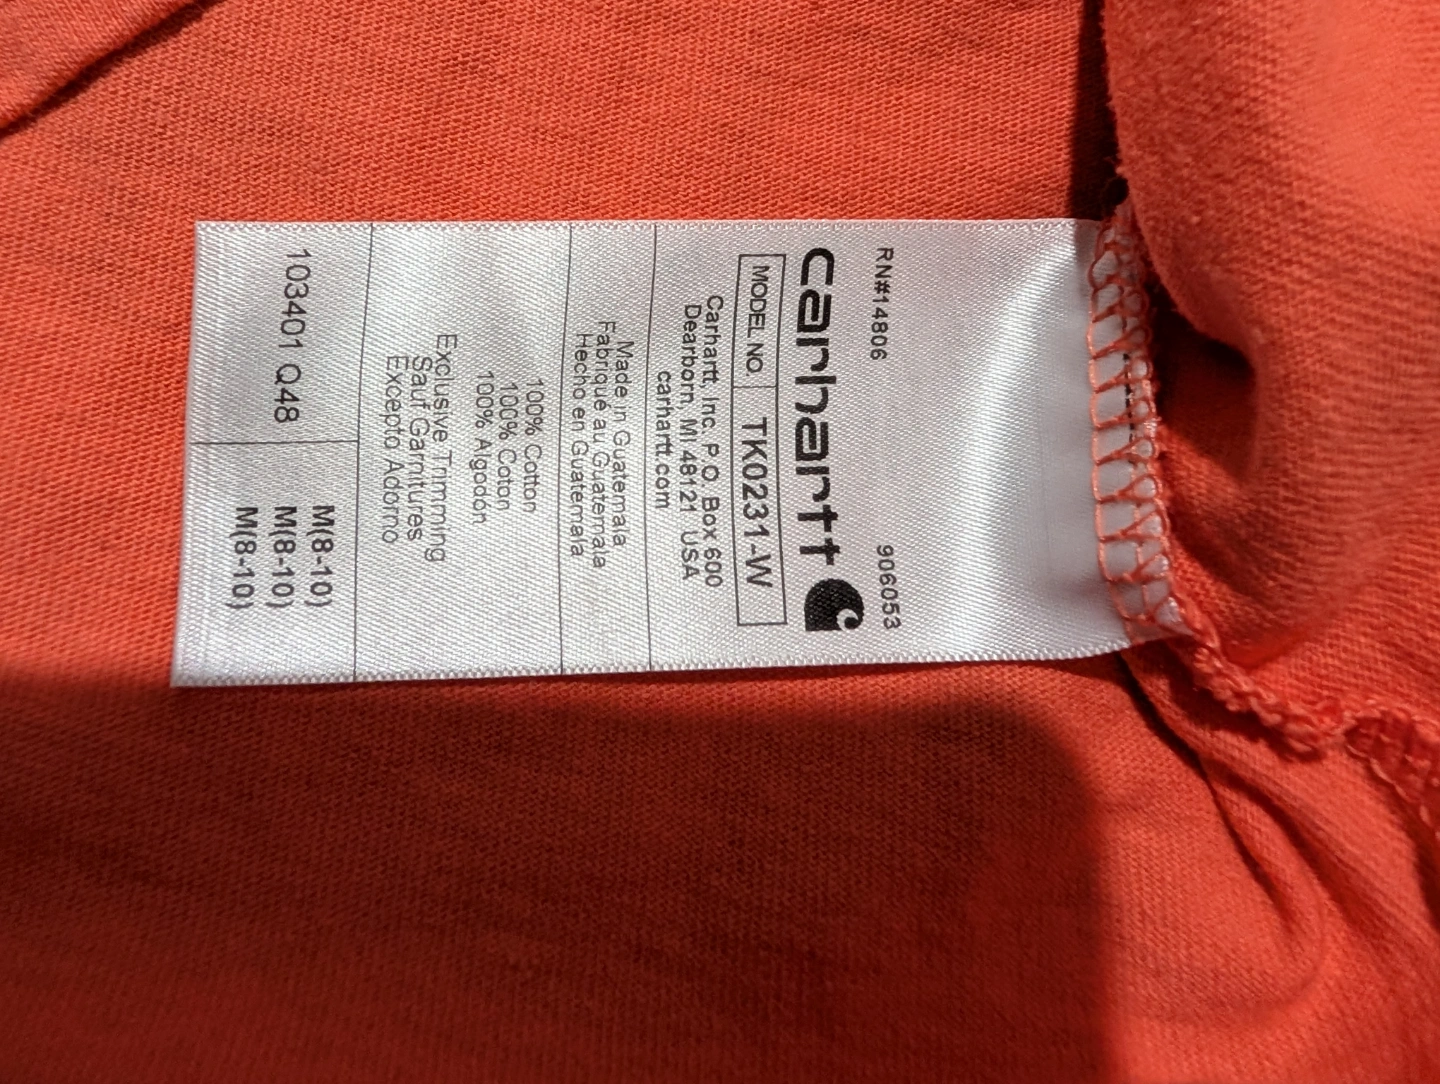 RN#14806 906053
carhartt
MODEL NO. TK0231-W
Carhartt, Inc. P.O. Box 600
Dearborn, MI 48121 USA
carhartt.com
Made in Guatemala
Fabriqué au Guatemala
Hecho en Guatemala
100% Cotton
100% Coton
100% Algodón
Exclusive Trimming
Sauf Garnitures
Excepto Adorno
103401 Q48
M(8-10)
M(8-10)
M(8-10)